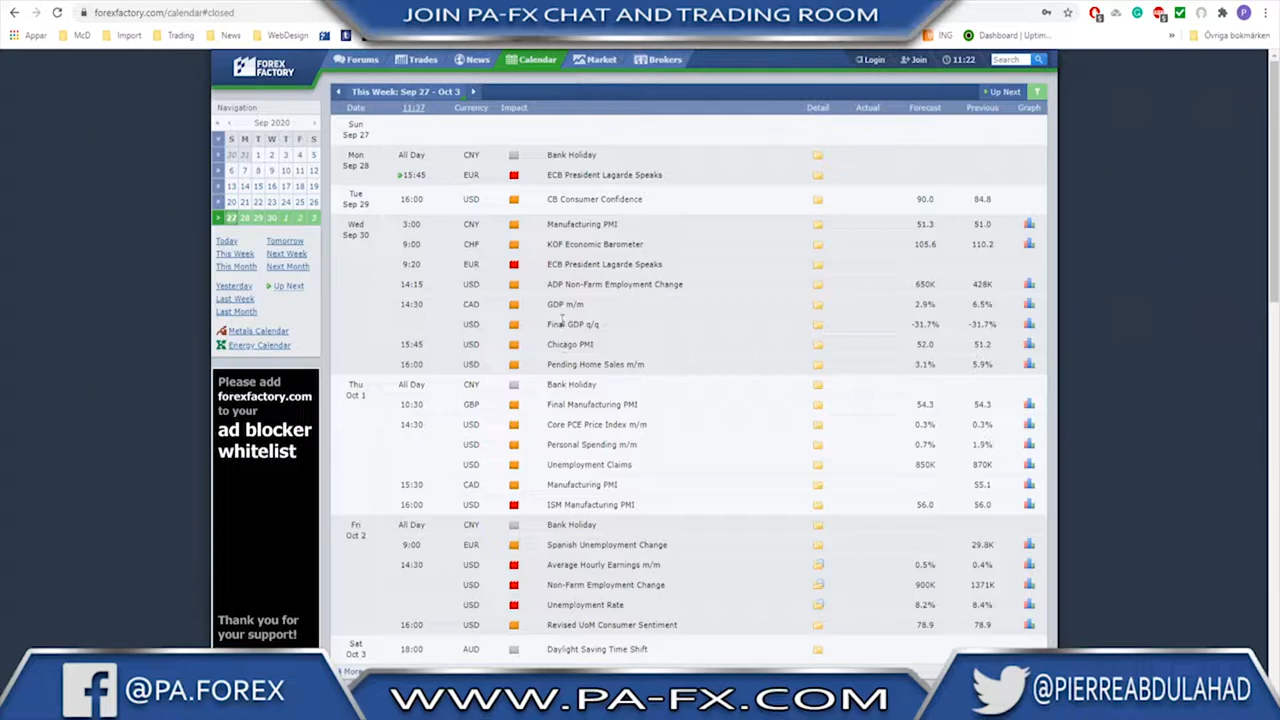 forexfactory.com/calendar#closed
JOIN PA-FX CHAT AND TRADING ROOM
Appar McD Import Trading News WebDesign ING Dashboard | Uptim... » Övriga bokmärken
FOREX FACTORY
Forums Trades News Calendar Market Brokers Login Join 11:22 Search
This Week: Sep 27 - Oct 3 Up Next
Date 11:37 Currency Impact Detail Actual Forecast Previous Graph
Navigation
Sep 2020
S M T W T F S
30 31 1 2 3 4 5
6 7 8 9 10 11 12
13 14 15 16 17 18 19
20 21 22 23 24 25 26
27 28 29 30 1 2 3
Today Tomorrow
This Week Next Week
This Month Next Month
Yesterday Up Next
Last Week
Last Month
Metals Calendar
Energy Calendar
Please add
forexfactory.com
to your
ad blocker
whitelist
Thank you for
your support!
Sun
Sep 27
Mon
Sep 28
All Day CNY Bank Holiday
15:45 EUR ECB President Lagarde Speaks
Tue
Sep 29
16:00 USD CB Consumer Confidence 90.0 84.8
Wed
Sep 30
3:00 CNY Manufacturing PMI 51.3 51.0
9:00 CHF KOF Economic Barometer 105.6 110.2
9:20 EUR ECB President Lagarde Speaks
14:15 USD ADP Non-Farm Employment Change 650K 428K
14:30 CAD GDP m/m 2.9% 6.5%
USD Final GDP q/q -31.7% -31.7%
15:45 USD Chicago PMI 52.0 51.2
16:00 USD Pending Home Sales m/m 3.1% 5.9%
Thu
Oct 1
All Day CNY Bank Holiday
10:30 GBP Final Manufacturing PMI 54.3 54.3
14:30 USD Core PCE Price Index m/m 0.3% 0.3%
USD Personal Spending m/m 0.7% 1.9%
USD Unemployment Claims 850K 870K
15:30 CAD Manufacturing PMI 55.1
16:00 USD ISM Manufacturing PMI 56.0 56.0
Fri
Oct 2
All Day CNY Bank Holiday
9:00 EUR Spanish Unemployment Change 29.8K
14:30 USD Average Hourly Earnings m/m 0.5% 0.4%
USD Non-Farm Employment Change 900K 1371K
USD Unemployment Rate 8.2% 8.4%
16:00 USD Revised UoM Consumer Sentiment 78.9 78.9
Sat
Oct 3
18:00 AUD Daylight Saving Time Shift
More
@PA.FOREX
WWW.PA-FX.COM
@PIERREABDULAHAD